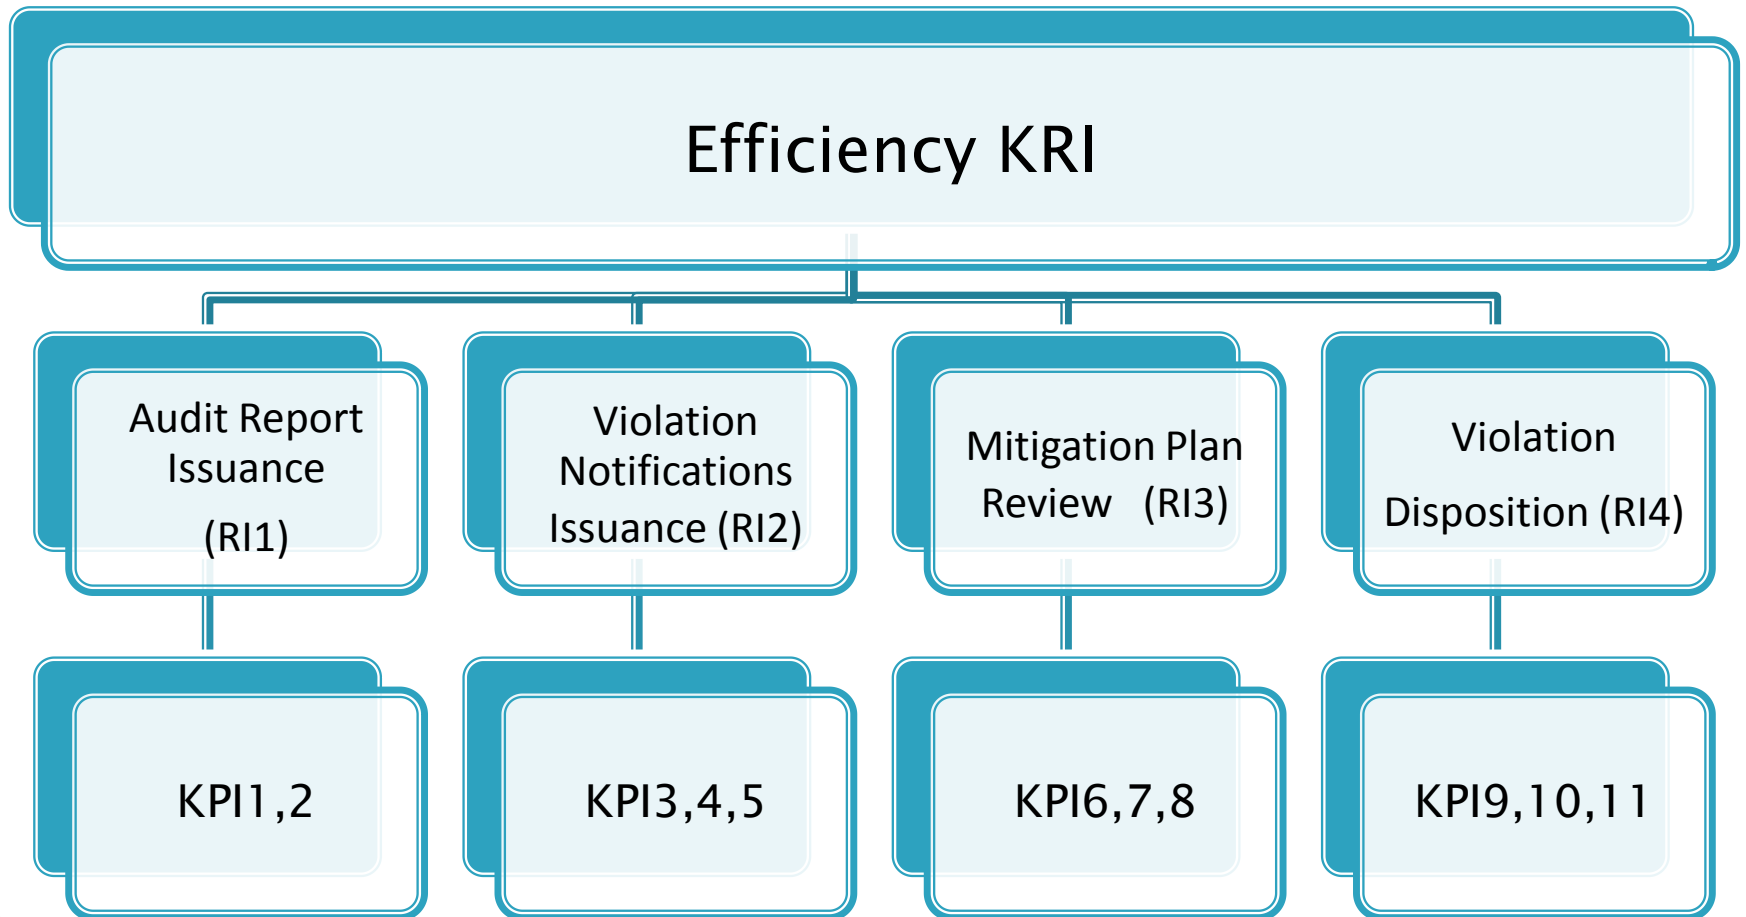 Efficiency KRI
Audit Report
Issuance
(RI1)
Violation
Notifications
Issuance (RI2)
Mitigation Plan
Review (RI3)
Violation
Disposition (RI4)
KPI1,2
KPI3,4,5
KPI6,7,8
KPI9,10,11